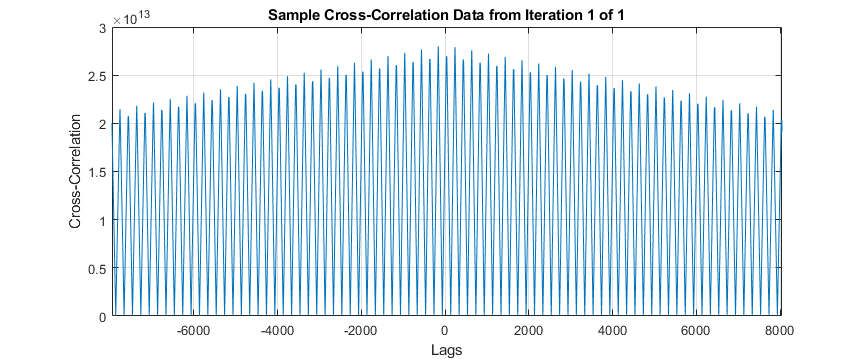 Sample Cross-Correlation Data from Iteration 1 of 1
×10^13
3
2.5
2
1.5
1
0.5
0
Cross-Correlation
-6000 -4000 -2000 0 2000 4000 6000 8000
Lags